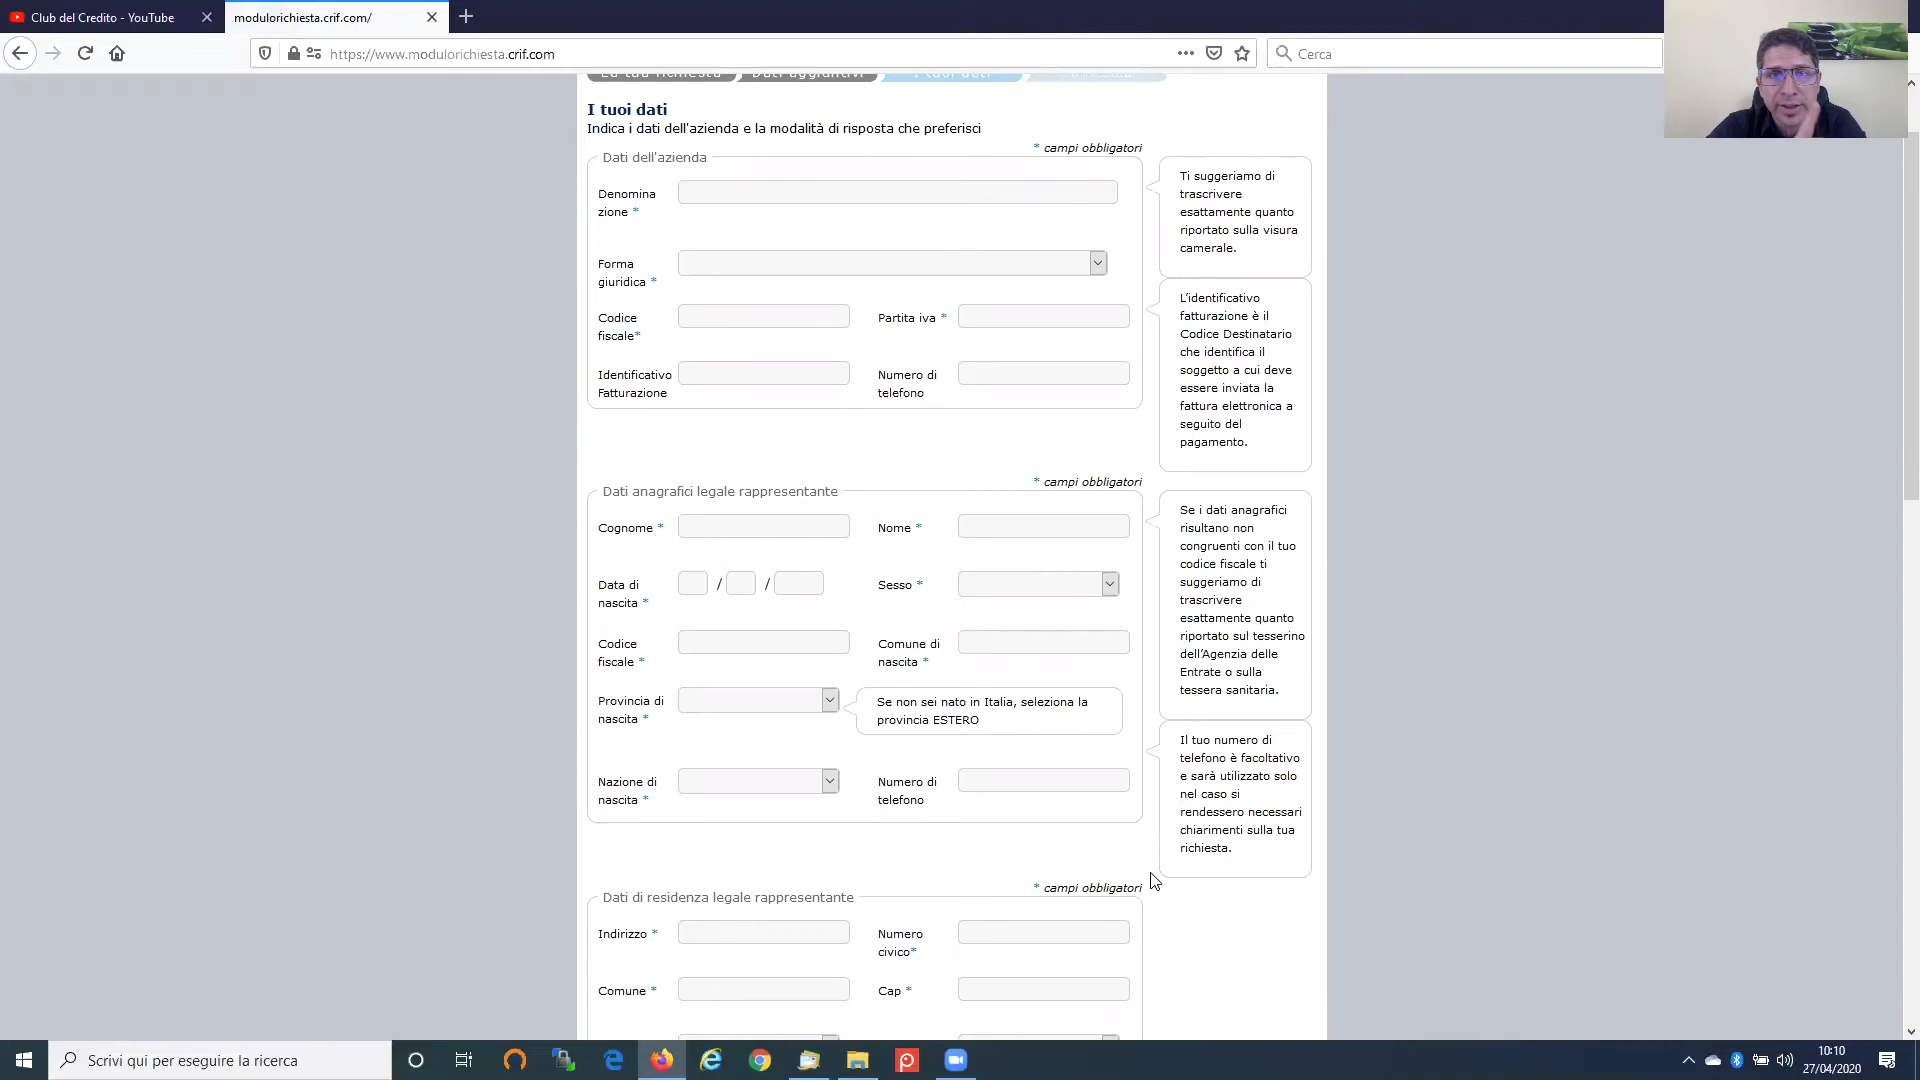 Club del Credito - YouTube
modulorichiesta.crif.com/
https://www.modulorichiesta.crif.com
Cerca
La tua richiesta
Dati aggiuntivi
I tuoi dati
I tuoi dati
Indica i dati dell'azienda e la modalità di risposta che preferisci
* campi obbligatori
Dati dell'azienda
Denomina
zione *
Forma
giuridica *
Codice
fiscale*
Partita iva *
Identificativo
Fatturazione
Numero di
telefono
Ti suggeriamo di
trascrivere
esattamente quanto
riportato sulla visura
camerale.
L'identificativo
fatturazione è il
Codice Destinatario
che identifica il
soggetto a cui deve
essere inviata la
fattura elettronica a
seguito del
pagamento.
* campi obbligatori
Dati anagrafici legale rappresentante
Cognome *
Nome *
Data di
nascita *
/ /
Sesso *
Codice
fiscale *
Comune di
nascita *
Provincia di
nascita *
Se non sei nato in Italia, seleziona la
provincia ESTERO
Nazione di
nascita *
Numero di
telefono
Se i dati anagrafici
risultano non
congruenti con il tuo
codice fiscale ti
suggeriamo di
trascrivere
esattamente quanto
riportato sul tesserino
dell'Agenzia delle
Entrate o sulla
tessera sanitaria.
Il tuo numero di
telefono è facoltativo
e sarà utilizzato solo
nel caso si
rendessero necessari
chiarimenti sulla tua
richiesta.
* campi obbligatori
Dati di residenza legale rappresentante
Indirizzo *
Numero
civico*
Comune *
Cap *
Scrivi qui per eseguire la ricerca
10:10
27/04/2020